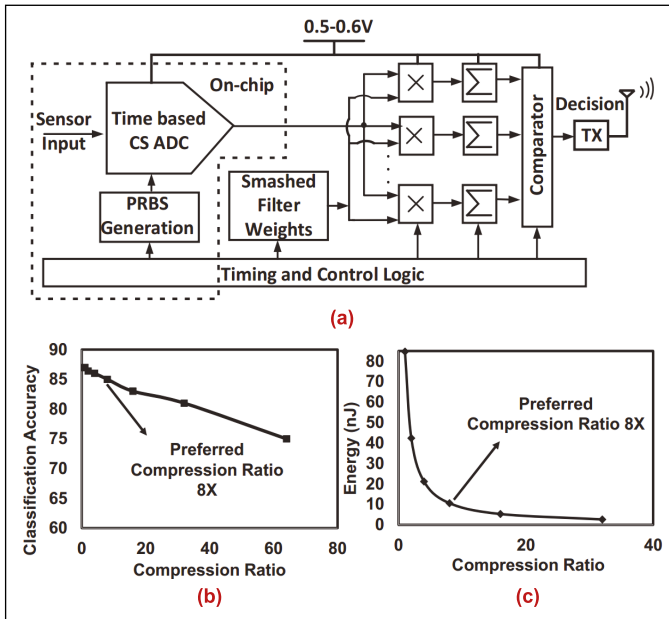 0.5-0.6V
On-chip
Sensor
Input
Time based
CS ADC
PRBS
Generation
Smashed
Filter
Weights
×
Σ
×
Σ
×
Σ
Comparator
Decision
TX
Timing and Control Logic
(a)
Classification Accuracy
90
85
80
75
70
65
60
Preferred
Compression Ratio
8X
0
20
40
60
80
Compression Ratio
(b)
Energy (nJ)
80
70
60
50
40
30
20
10
0
Preferred
Compression Ratio 8X
0
20
40
Compression Ratio
(c)